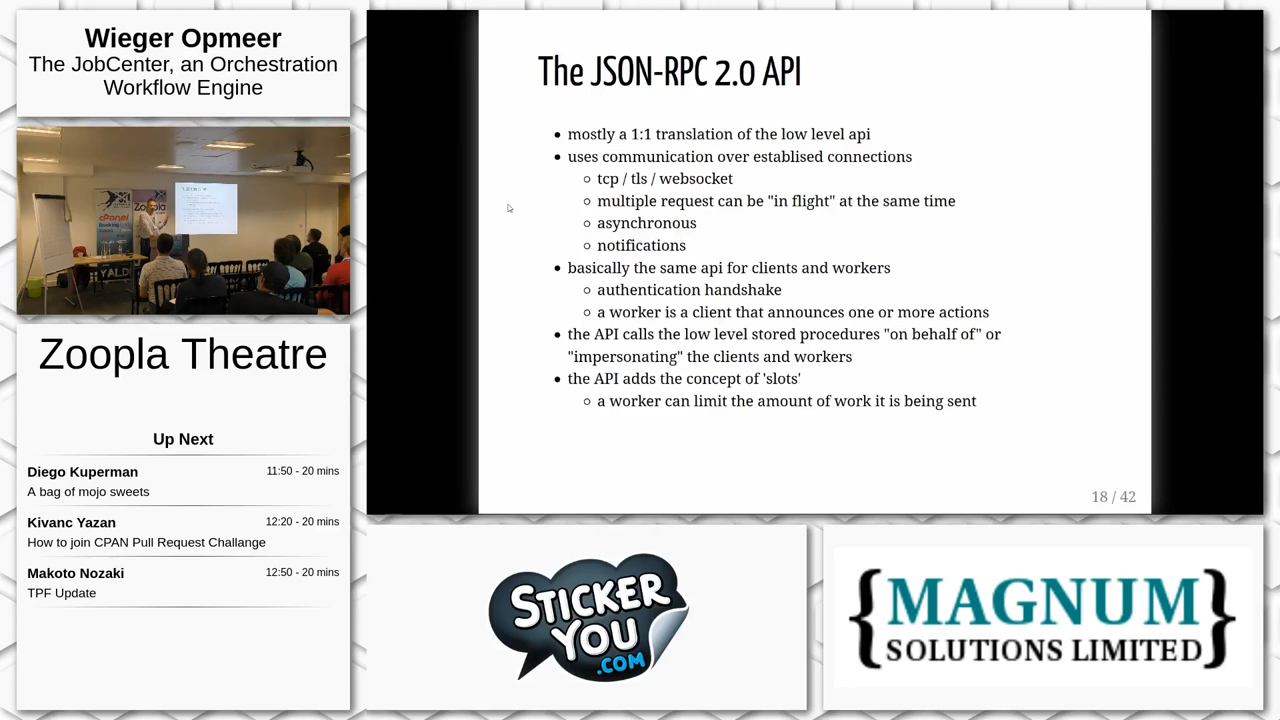 Wieger Opmeer
The JobCenter, an Orchestration
Workflow Engine
cPanel
Zoopla
Zoopla Theatre
Up Next
Diego Kuperman 11:50 - 20 mins
A bag of mojo sweets
Kivanc Yazan 12:20 - 20 mins
How to join CPAN Pull Request Challange
Makoto Nozaki 12:50 - 20 mins
TPF Update
The JSON-RPC 2.0 API
• mostly a 1:1 translation of the low level api
• uses communication over establised connections
◦ tcp / tls / websocket
◦ multiple request can be "in flight" at the same time
◦ asynchronous
◦ notifications
• basically the same api for clients and workers
◦ authentication handshake
◦ a worker is a client that announces one or more actions
• the API calls the low level stored procedures "on behalf of" or
"impersonating" the clients and workers
• the API adds the concept of 'slots'
◦ a worker can limit the amount of work it is being sent
18 / 42
STICKER
YOU
.COM
{MAGNUM}
SOLUTIONS LIMITED